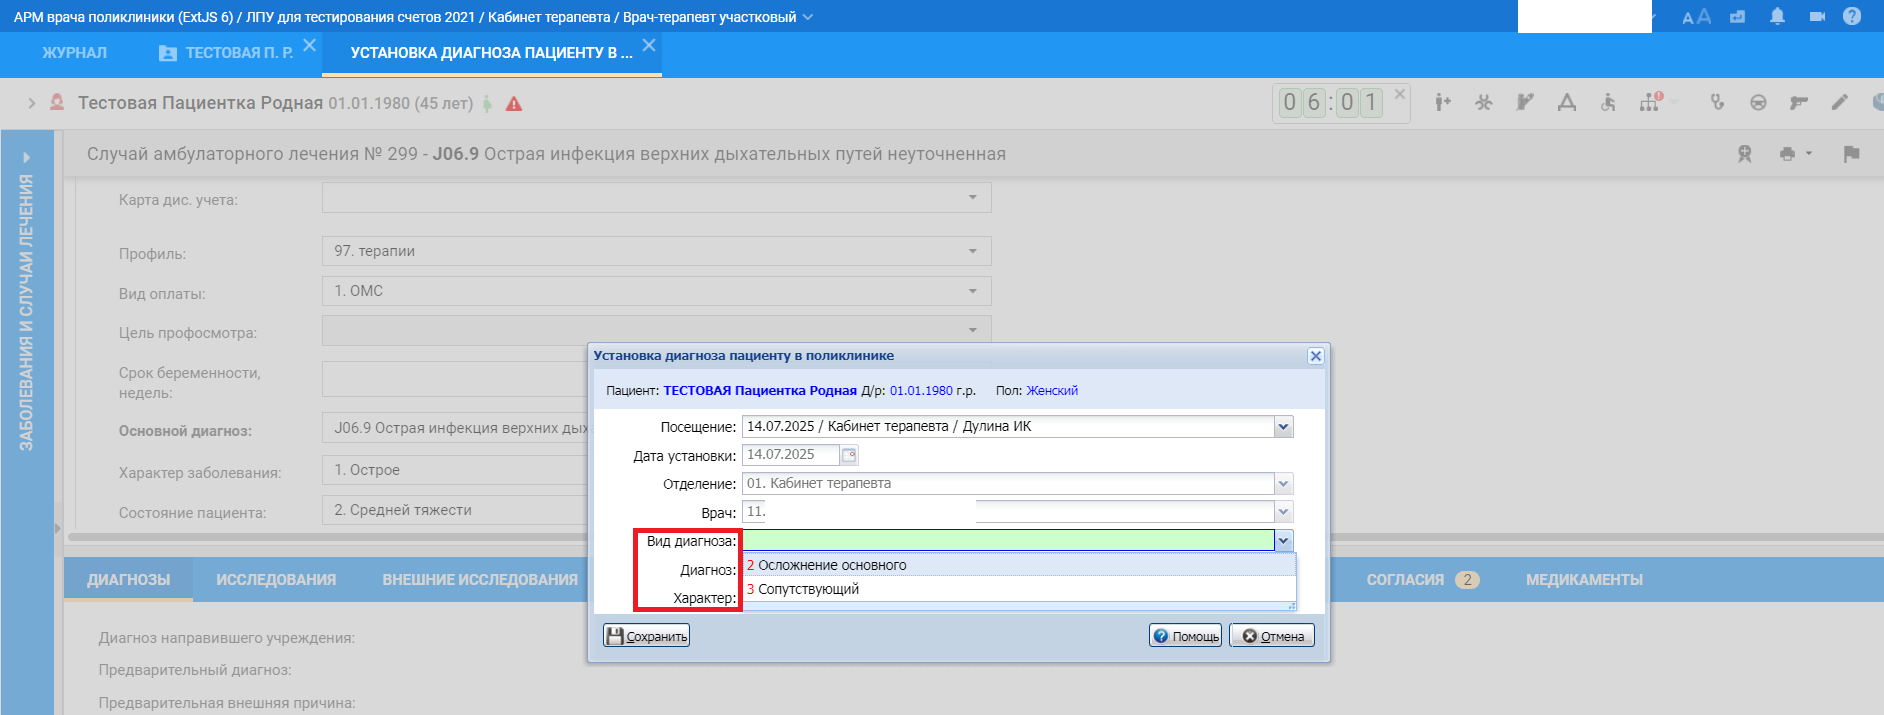 АРМ врача поликлиники (ExtJS 6) / ЛПУ для тестирования счетов 2021 / Кабинет терапевта / Врач-терапевт участковый
ЖУРНАЛ
ТЕСТОВАЯ П. Р.
УСТАНОВКА ДИАГНОЗА ПАЦИЕНТУ В ...
Тестовая Пациентка Родная 01.01.1980 (45 лет)
06:01
ЗАБОЛЕВАНИЯ И СЛУЧАИ ЛЕЧЕНИЯ
Случай амбулаторного лечения № 299 - J06.9 Острая инфекция верхних дыхательных путей неуточненная
Карта дис. учета:
Профиль: 97. терапии
Вид оплаты: 1. ОМС
Цель профосмотра:
Срок беременности, недель:
Основной диагноз: J06.9 Острая инфекция верхних дых
Характер заболевания: 1. Острое
Состояние пациента: 2. Средней тяжести
Установка диагноза пациенту в поликлинике
Пациент: ТЕСТОВАЯ Пациентка Родная Д/р: 01.01.1980 г.р. Пол: Женский
Посещение: 14.07.2025 / Кабинет терапевта / Дулина ИК
Дата установки: 14.07.2025
Отделение: 01. Кабинет терапевта
Врач: 11.
Вид диагноза:
Диагноз: 2 Осложнение основного
3 Сопутствующий
Характер:
Сохранить
Помощь
Отмена
ДИАГНОЗЫ
ИССЛЕДОВАНИЯ
ВНЕШНИЕ ИССЛЕДОВАНИЯ
СОГЛАСИЯ 2
МЕДИКАМЕНТЫ
Диагноз направившего учреждения:
Предварительный диагноз:
Предварительная внешняя причина: